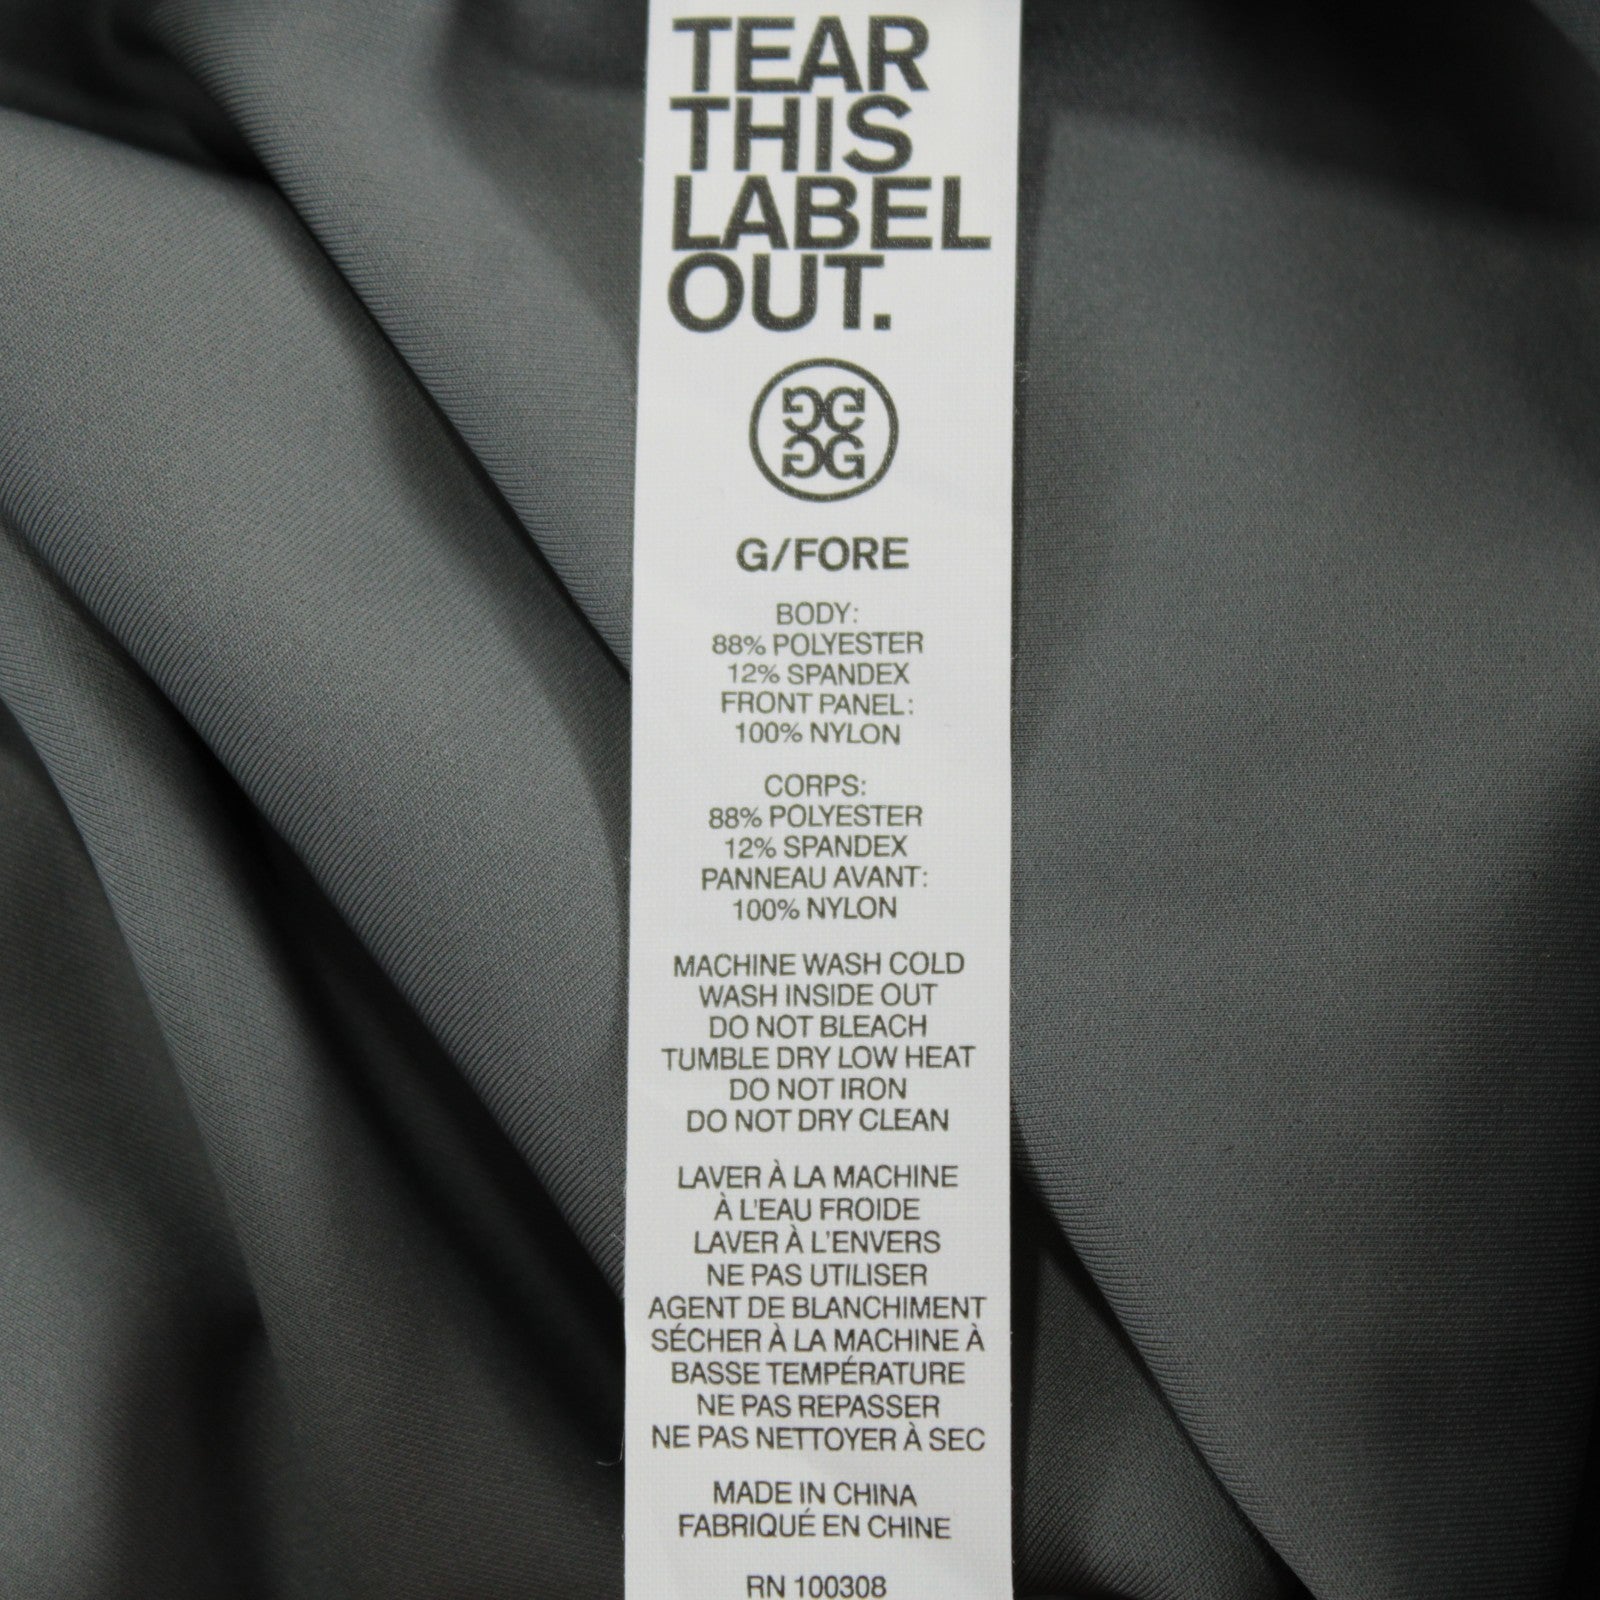 TEAR
THIS
LABEL
OUT.
G/FORE
BODY:
88% POLYESTER
12% SPANDEX
FRONT PANEL:
100% NYLON
CORPS:
88% POLYESTER
12% SPANDEX
PANNEAU AVANT:
100% NYLON
MACHINE WASH COLD
WASH INSIDE OUT
DO NOT BLEACH
TUMBLE DRY LOW HEAT
DO NOT IRON
DO NOT DRY CLEAN
LAVER À LA MACHINE
À L'EAU FROIDE
LAVER À L'ENVERS
NE PAS UTILISER
AGENT DE BLANCHIMENT
SÉCHER À LA MACHINE À
BASSE TEMPÉRATURE
NE PAS REPASSER
NE PAS NETTOYER À SEC
MADE IN CHINA
FABRIQUÉ EN CHINE
RN 100308